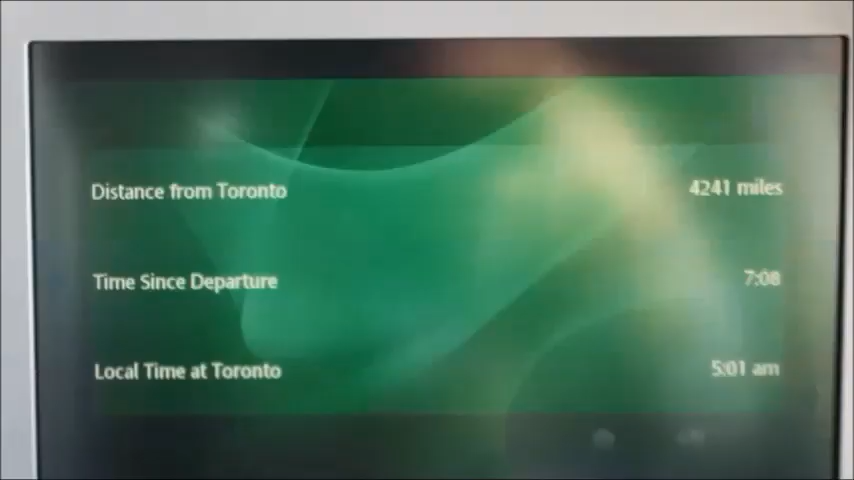 Distance from Toronto 4241 miles
Time Since Departure 7:08
Local Time at Toronto 5:01 am